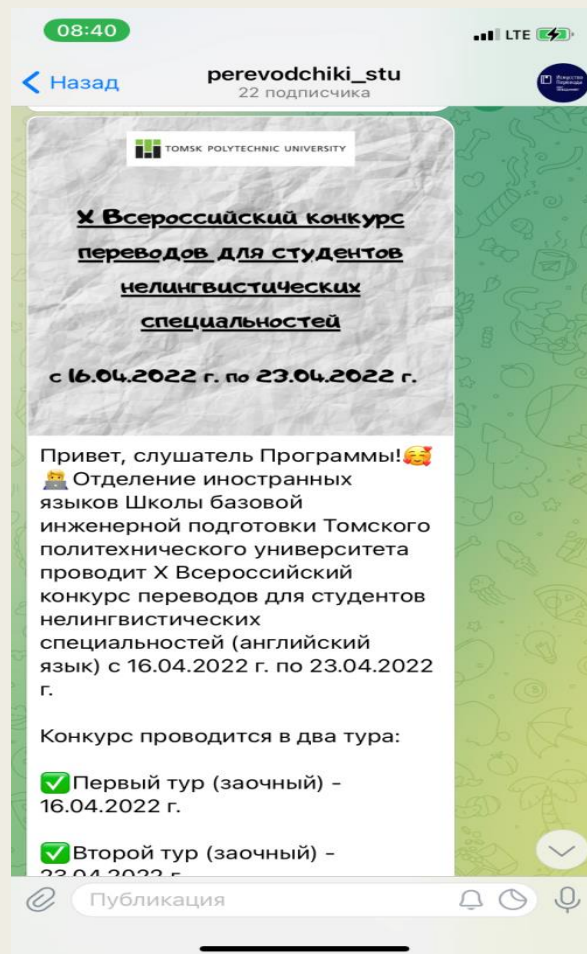 08:40
LTE
Назад
perevodchiki_stu
22 подписчика
TOMSK POLYTECHNIC UNIVERSITY
X Всероссийский конкурс
переводов для студентов
нелингвистических
специальностей
с 16.04.2022 г. по 23.04.2022 г.
Привет, слушатель Программы!🥰
🧑‍💻 Отделение иностранных
языков Школы базовой
инженерной подготовки Томского
политехнического университета
проводит X Всероссийский
конкурс переводов для студентов
нелингвистических
специальностей (английский
язык) с 16.04.2022 г. по 23.04.2022
г.
Конкурс проводится в два тура:
✅Первый тур (заочный) –
16.04.2022 г.
✅Второй тур (заочный) –
23.04.2022 г.
Публикация